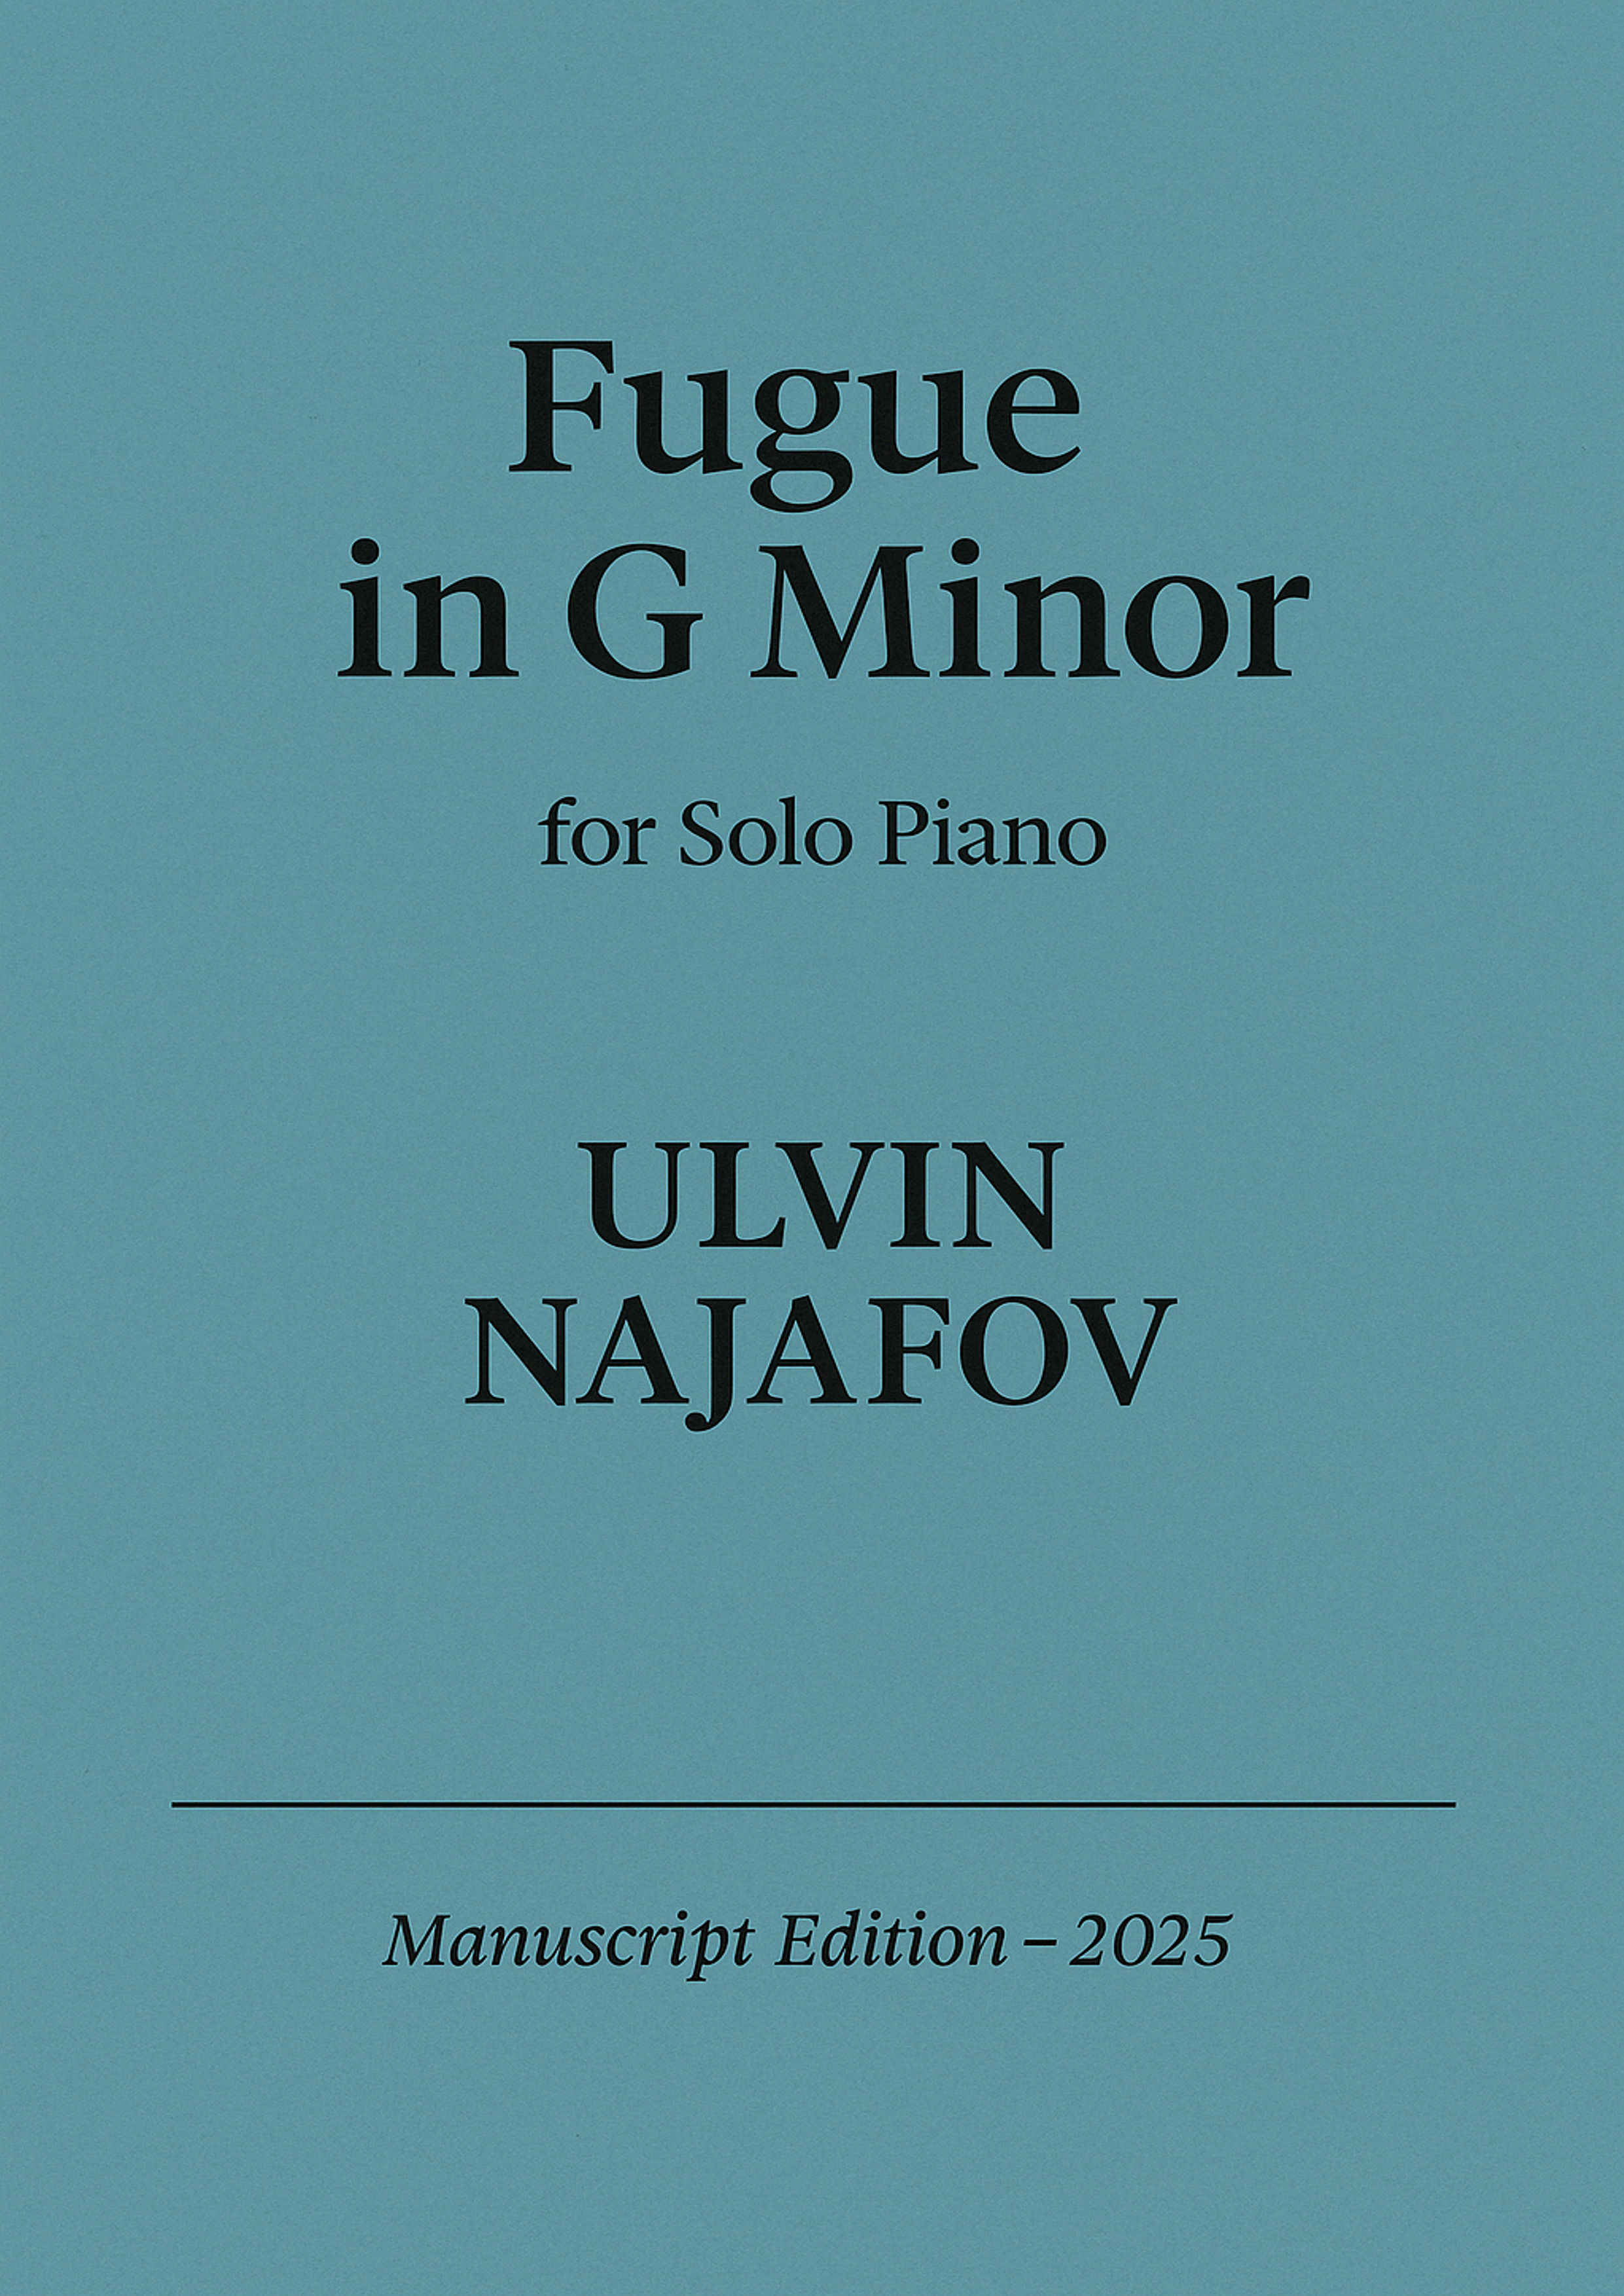 Fugue
in G Minor
for Solo Piano
ULVIN
NAJAFOV
Manuscript Edition – 2025